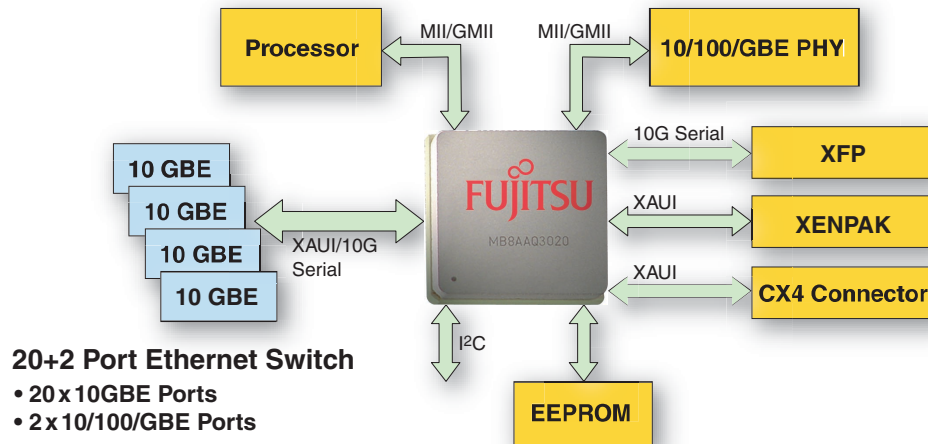 MII/GMII
MII/GMII
Processor
10/100/GBE PHY
10G Serial
XFP
10 GBE
10 GBE
10 GBE
10 GBE
XAUI/10G
Serial
FUJITSU
MB8AAQ3020
XAUI
XENPAK
XAUI
CX4 Connector
I²C
EEPROM
20+2 Port Ethernet Switch
• 20 x 10GBE Ports
• 2 x 10/100/GBE Ports